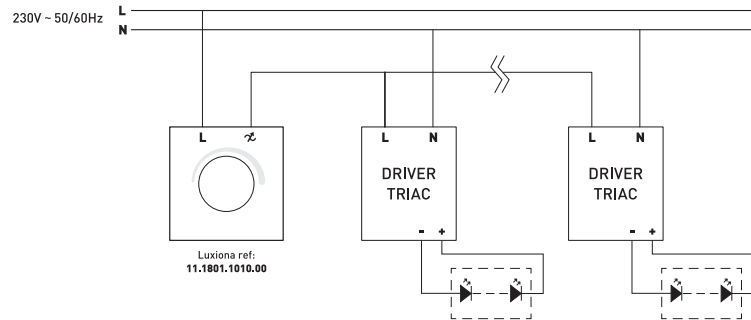 L
230V ~ 50/60Hz
N
L
L N
DRIVER
TRIAC
- +
L N
DRIVER
TRIAC
- +
Luxiona ref:
11.1801.1010.00